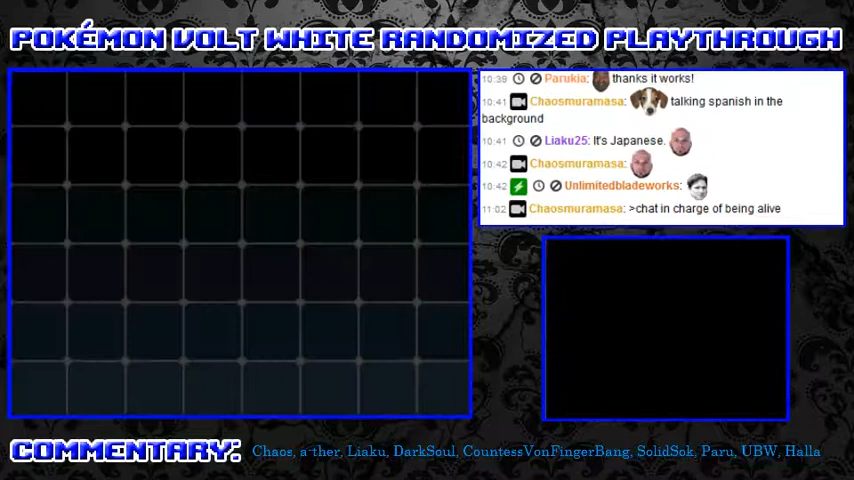 POKÉMON VOLT WHITE RANDOMIZED PLAYTHROUGH
10:39 Parukia: thanks it works!
10:41 Chaosmuramasa: talking spanish in the
background
10:41 Liaku25: It's Japanese.
10:42 Chaosmuramasa:
10:42 Unlimitedbladeworks:
11:02 Chaosmuramasa: >chat in charge of being alive
COMMENTARY: Chaos, a-ther, Liaku, DarkSoul, CountessVonFingerBang, SolidSok, Paru, UBW, Halla